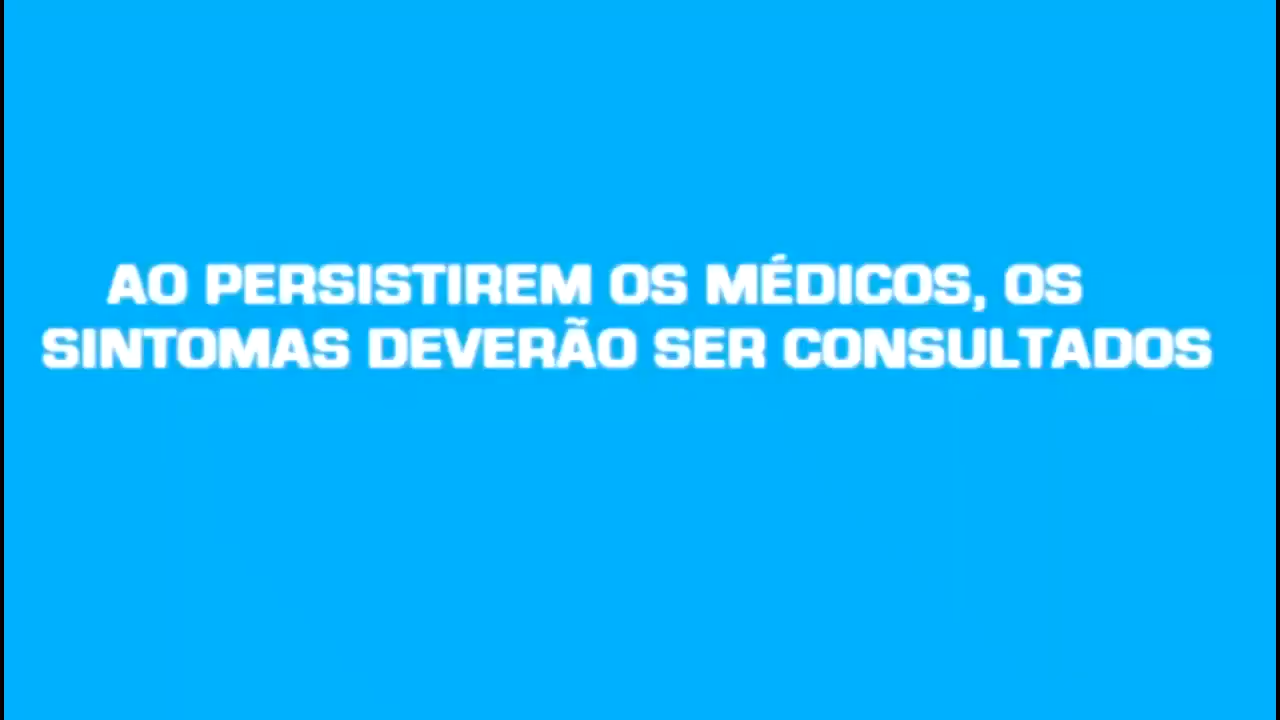 AO PERSISTIREM OS MÉDICOS, OS
SINTOMAS DEVERÃO SER CONSULTADOS